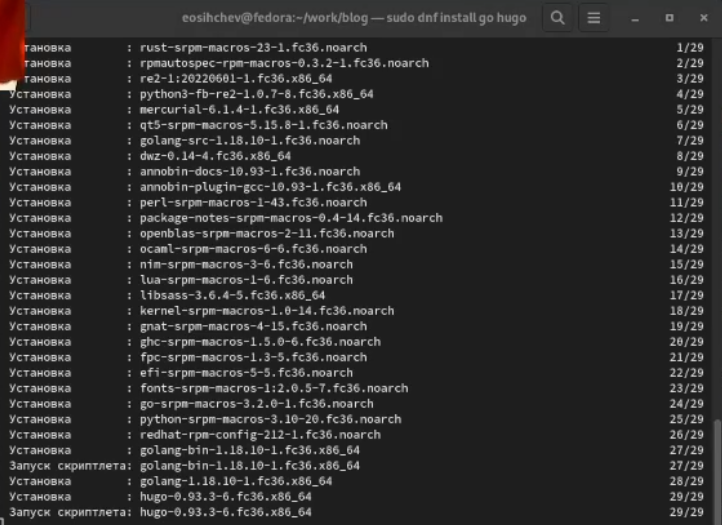 eosihchev@fedora:~/work/blog — sudo dnf install go hugo
тановка : rust-srpm-macros-23-1.fc36.noarch 1/29
тановка : rpmautospec-rpm-macros-0.3.2-1.fc36.noarch 2/29
тановка : re2-1:20220601-1.fc36.x86_64 3/29
Установка : python3-fb-re2-1.0.7-8.fc36.x86_64 4/29
Установка : mercurial-6.1.4-1.fc36.x86_64 5/29
Установка : qt5-srpm-macros-5.15.8-1.fc36.noarch 6/29
Установка : golang-src-1.18.10-1.fc36.noarch 7/29
Установка : dwz-0.14-4.fc36.x86_64 8/29
Установка : annobin-docs-10.93-1.fc36.noarch 9/29
Установка : annobin-plugin-gcc-10.93-1.fc36.x86_64 10/29
Установка : perl-srpm-macros-1-43.fc36.noarch 11/29
Установка : package-notes-srpm-macros-0.4-14.fc36.noarch 12/29
Установка : openblas-srpm-macros-2-11.fc36.noarch 13/29
Установка : ocaml-srpm-macros-6-6.fc36.noarch 14/29
Установка : nim-srpm-macros-3-6.fc36.noarch 15/29
Установка : lua-srpm-macros-1-6.fc36.noarch 16/29
Установка : libsass-3.6.4-5.fc36.x86_64 17/29
Установка : kernel-srpm-macros-1.0-14.fc36.noarch 18/29
Установка : gnat-srpm-macros-4-15.fc36.noarch 19/29
Установка : ghc-srpm-macros-1.5.0-6.fc36.noarch 20/29
Установка : fpc-srpm-macros-1.3-5.fc36.noarch 21/29
Установка : efi-srpm-macros-5-5.fc36.noarch 22/29
Установка : fonts-srpm-macros-1:2.0.5-7.fc36.noarch 23/29
Установка : go-srpm-macros-3.2.0-1.fc36.noarch 24/29
Установка : python-srpm-macros-3.10-20.fc36.noarch 25/29
Установка : redhat-rpm-config-212-1.fc36.noarch 26/29
Установка : golang-bin-1.18.10-1.fc36.x86_64 27/29
Запуск скриптлета: golang-bin-1.18.10-1.fc36.x86_64 27/29
Установка : golang-1.18.10-1.fc36.x86_64 28/29
Установка : hugo-0.93.3-6.fc36.x86_64 29/29
Запуск скриптлета: hugo-0.93.3-6.fc36.x86_64 29/29